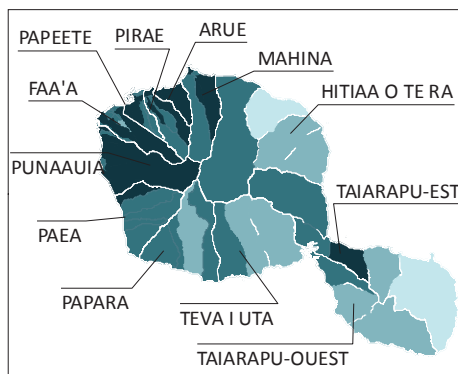 ARUE
PIRAE
PAPEETE
MAHINA
FAA'A
HITIAA O TE RA
PUNAAUIA
TAIARAPU-EST
PAEA
PAPARA
TEVA I UTA
TAIARAPU-OUEST